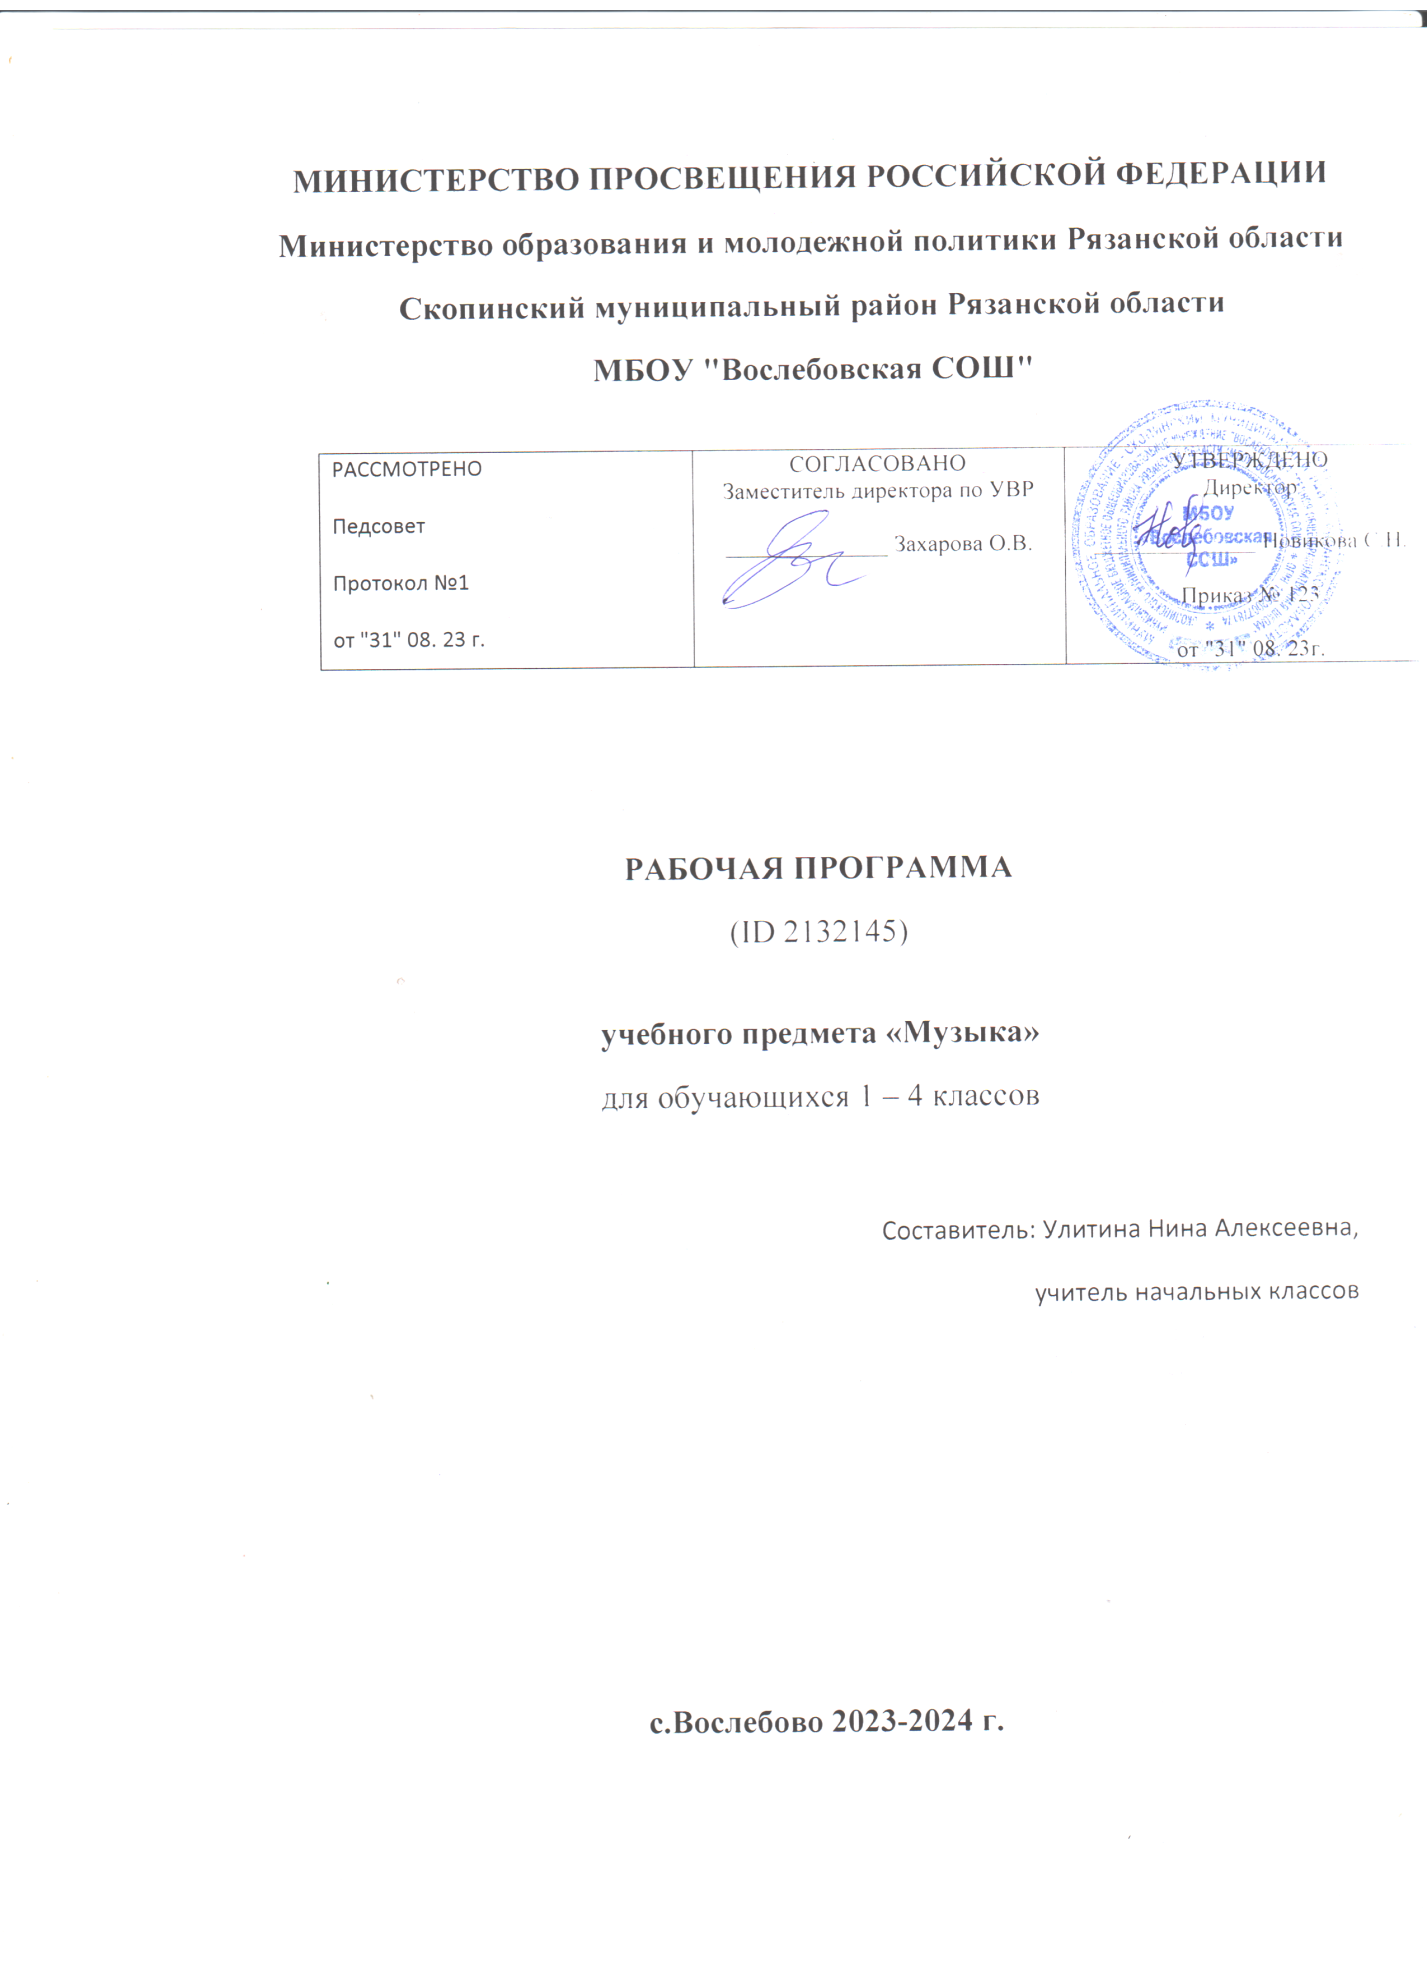 МИНИСТЕРСТВО ПРОСВЕЩЕНИЯ РОССИЙСКОЙ ФЕДЕРАЦИИ
Министерство образования и молодежной политики Рязанской области
Скопинский муниципальный район Рязанской области
МБОУ "Вослебовская СОШ"
РАССМОТРЕНО
Педсовет
Протокол №1
от "31" 08. 23 г.
СОГЛАСОВАНО
Заместитель директора по УВР
Захарова О.В.
УТВЕРЖДЕНО
Директор
Новикова С.Н.
Приказ № 123
от "31" 08. 23г.
МБОУ
«Вослебовская
СОШ»
РАБОЧАЯ ПРОГРАММА
(ID 2132145)
учебного предмета «Музыка»
для обучающихся 1 – 4 классов
Составитель: Улитина Нина Алексеевна,
учитель начальных классов
с.Вослебово 2023-2024 г.